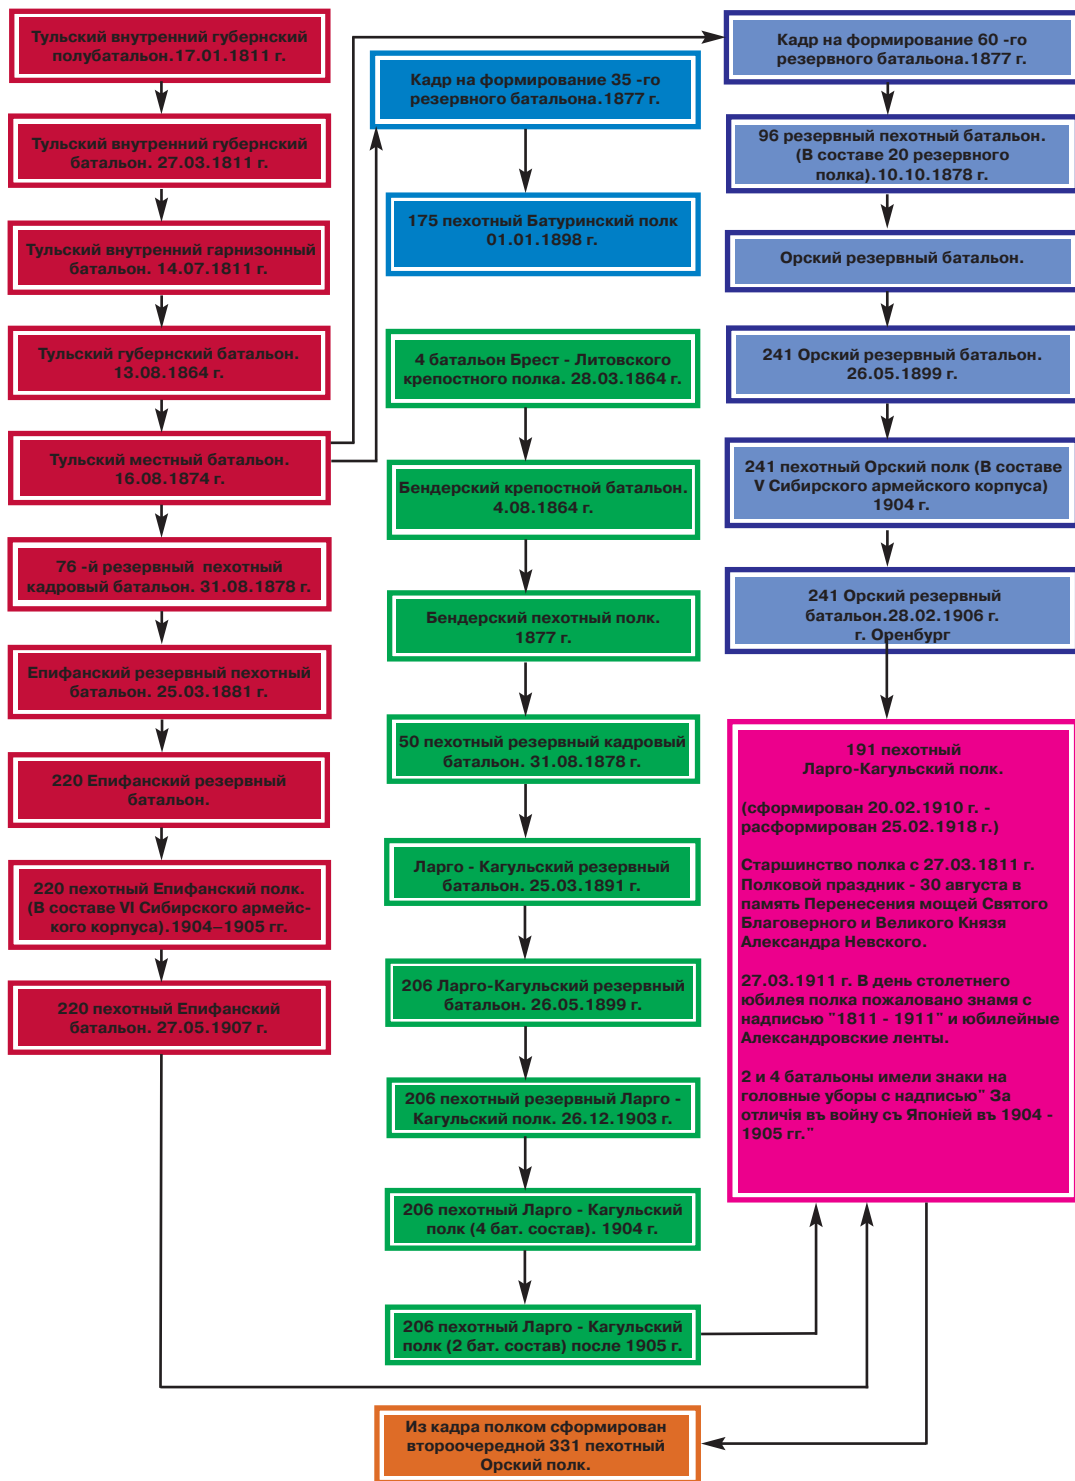 Тульский внутренний губернский
полубатальон.17.01.1811 г.
Тульский внутренний губернский
батальон. 27.03.1811 г.
Тульский внутренний гарнизонный
батальон. 14.07.1811 г.
Тульский губернский батальон.
13.08.1864 г.
Тульский местный батальон.
16.08.1874 г.
76 -й резервный пехотный
кадровый батальон. 31.08.1878 г.
Епифанский резервный пехотный
батальон. 25.03.1881 г.
220 Епифанский резервный
батальон.
220 пехотный Епифанский полк.
(В составе VI Сибирского армейс-
кого корпуса).1904–1905 гг.
220 пехотный Епифанский
батальон. 27.05.1907 г.
Кадр на формирование 35 -го
резервного батальона.1877 г.
175 пехотный Батуринский полк
01.01.1898 г.
4 батальон Брест - Литовского
крепостного полка. 28.03.1864 г.
Бендерский крепостной батальон.
4.08.1864 г.
Бендерский пехотный полк.
1877 г.
50 пехотный резервный кадровый
батальон. 31.08.1878 г.
Ларго - Кагульский резервный
батальон. 25.03.1891 г.
206 Ларго-Кагульский резервный
батальон. 26.05.1899 г.
206 пехотный резервный Ларго -
Кагульский полк. 26.12.1903 г.
206 пехотный Ларго - Кагульский
полк (4 бат. состав). 1904 г.
206 пехотный Ларго - Кагульский
полк (2 бат. состав) после 1905 г.
Кадр на формирование 60 -го
резервного батальона.1877 г.
96 резервный пехотный батальон.
(В составе 20 резервного
полка).10.10.1878 г.
Орский резервный батальон.
241 Орский резервный батальон.
26.05.1899 г.
241 пехотный Орский полк (В составе
V Сибирского армейского корпуса)
1904 г.
241 Орский резервный
батальон.28.02.1906 г.
г. Оренбург
191 пехотный
Ларго-Кагульский полк.
(сформирован 20.02.1910 г. -
расформирован 25.02.1918 г.)
Старшинство полка с 27.03.1811 г.
Полковой праздник - 30 августа в
память Перенесения мощей Святого
Благоверного и Великого Князя
Александра Невского.
27.03.1911 г. В день столетнего
юбилея полка пожаловано знамя с
надписью "1811 - 1911" и юбилейные
Александровские ленты.
2 и 4 батальоны имели знаки на
головные уборы с надписью" За
отличiя въ войну съ Японiей въ 1904 -
1905 гг."
Из кадра полком сформирован
второочередной 331 пехотный
Орский полк.